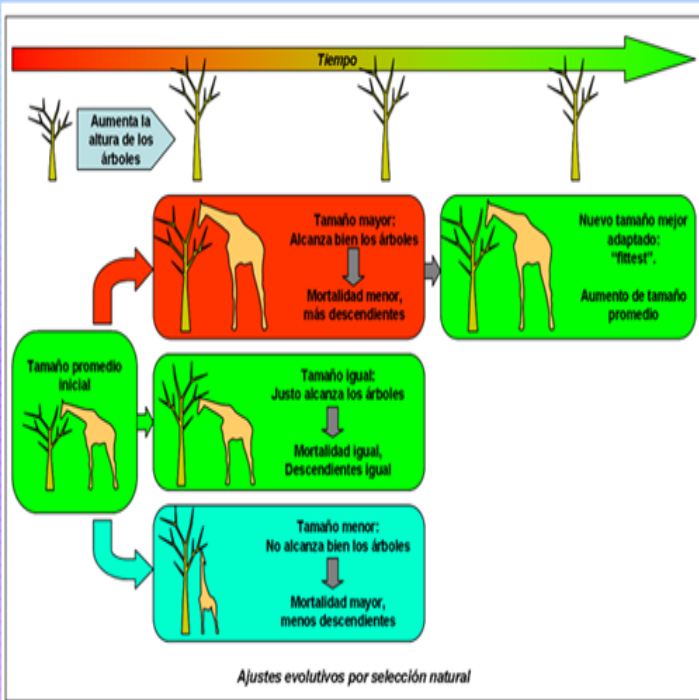 Tiempo
Aumenta la
altura de los
árboles
Tamaño mayor:
Alcanza bien los árboles
Mortalidad menor,
más descendientes
Nuevo tamaño mejor
adaptado:
"fittest".
Aumento de tamaño
promedio
Tamaño promedio
inicial
Tamaño igual:
Justo alcanza los árboles
Mortalidad igual,
Descendientes igual
Tamaño menor:
No alcanza bien los árboles
Mortalidad mayor,
menos descendientes
Ajustes evolutivos por selección natural